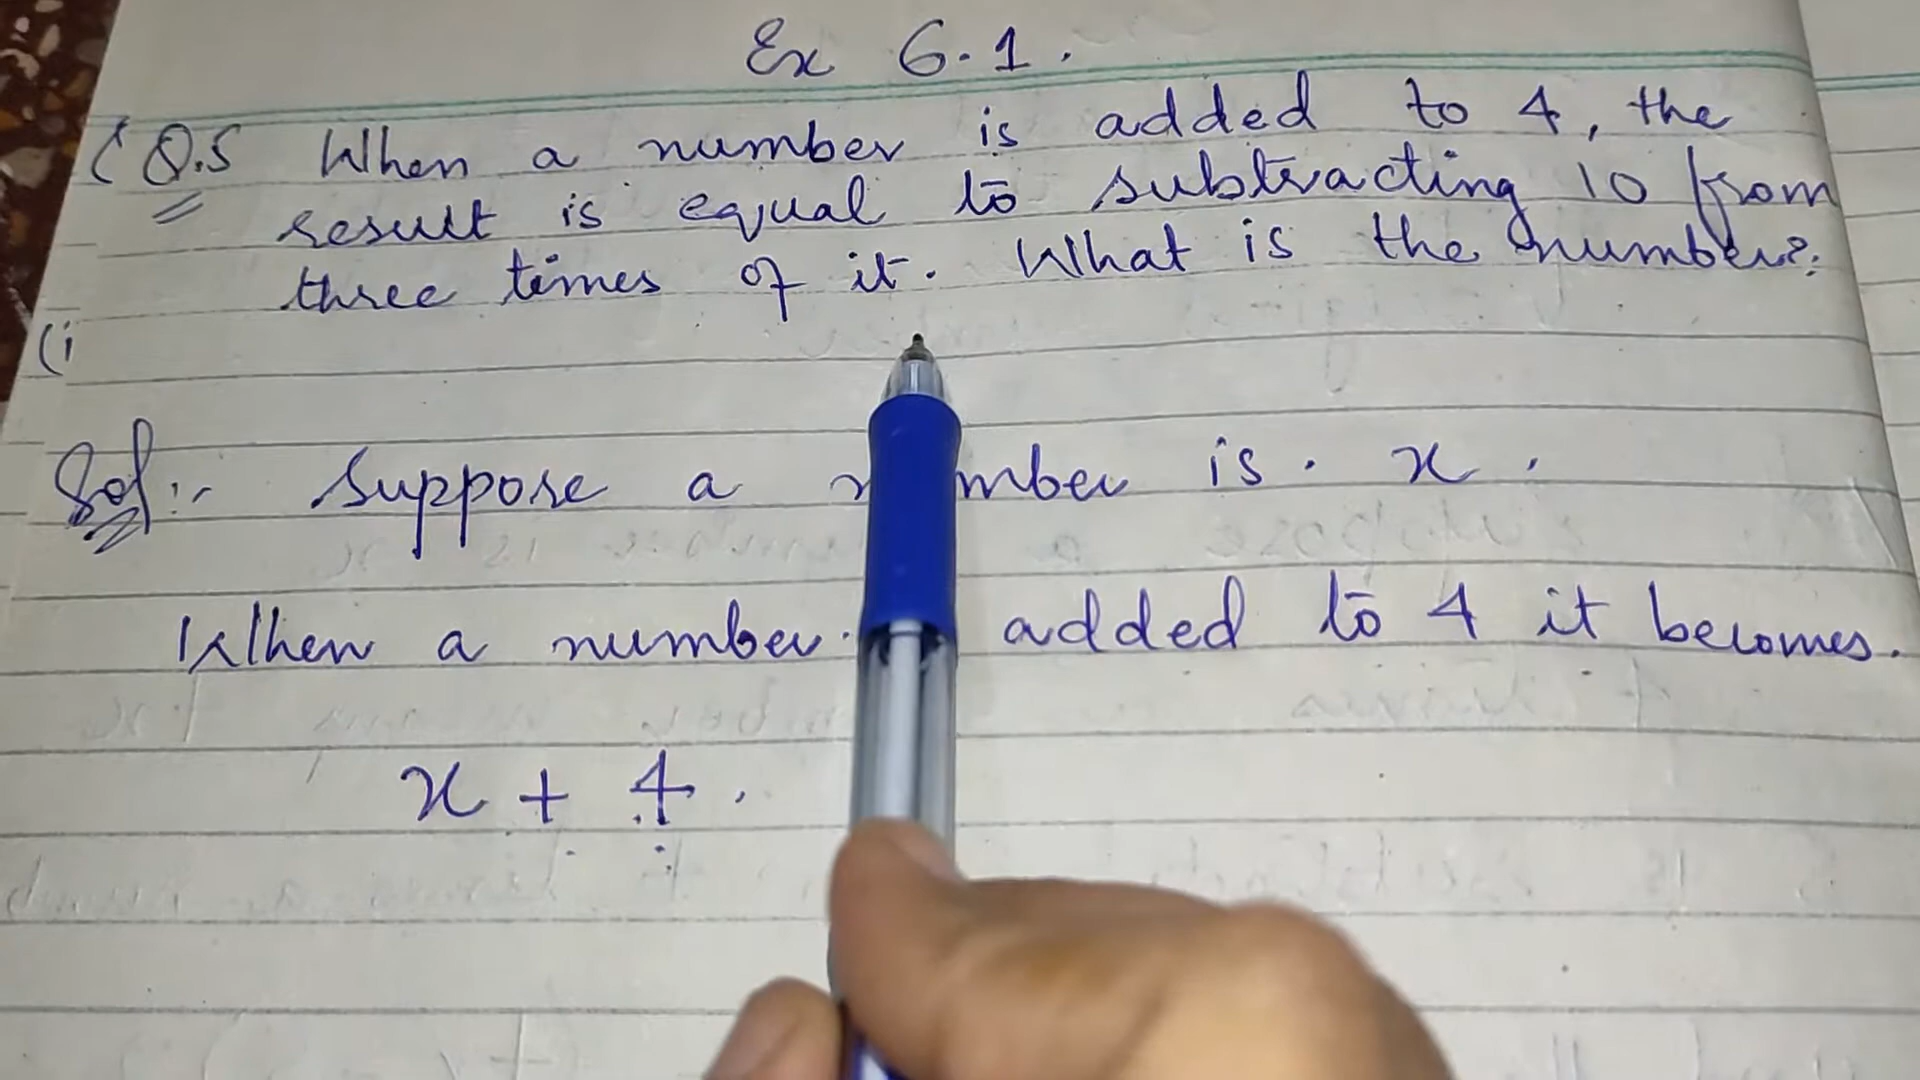 Ex 6.1.
Q.5 When a number is added to 4, the
result is equal to subtracting 10 from
three times of it. What is the number?
(i
Sol:- Suppose a number is x.
When a number added to 4 it becomes.
x + 4.